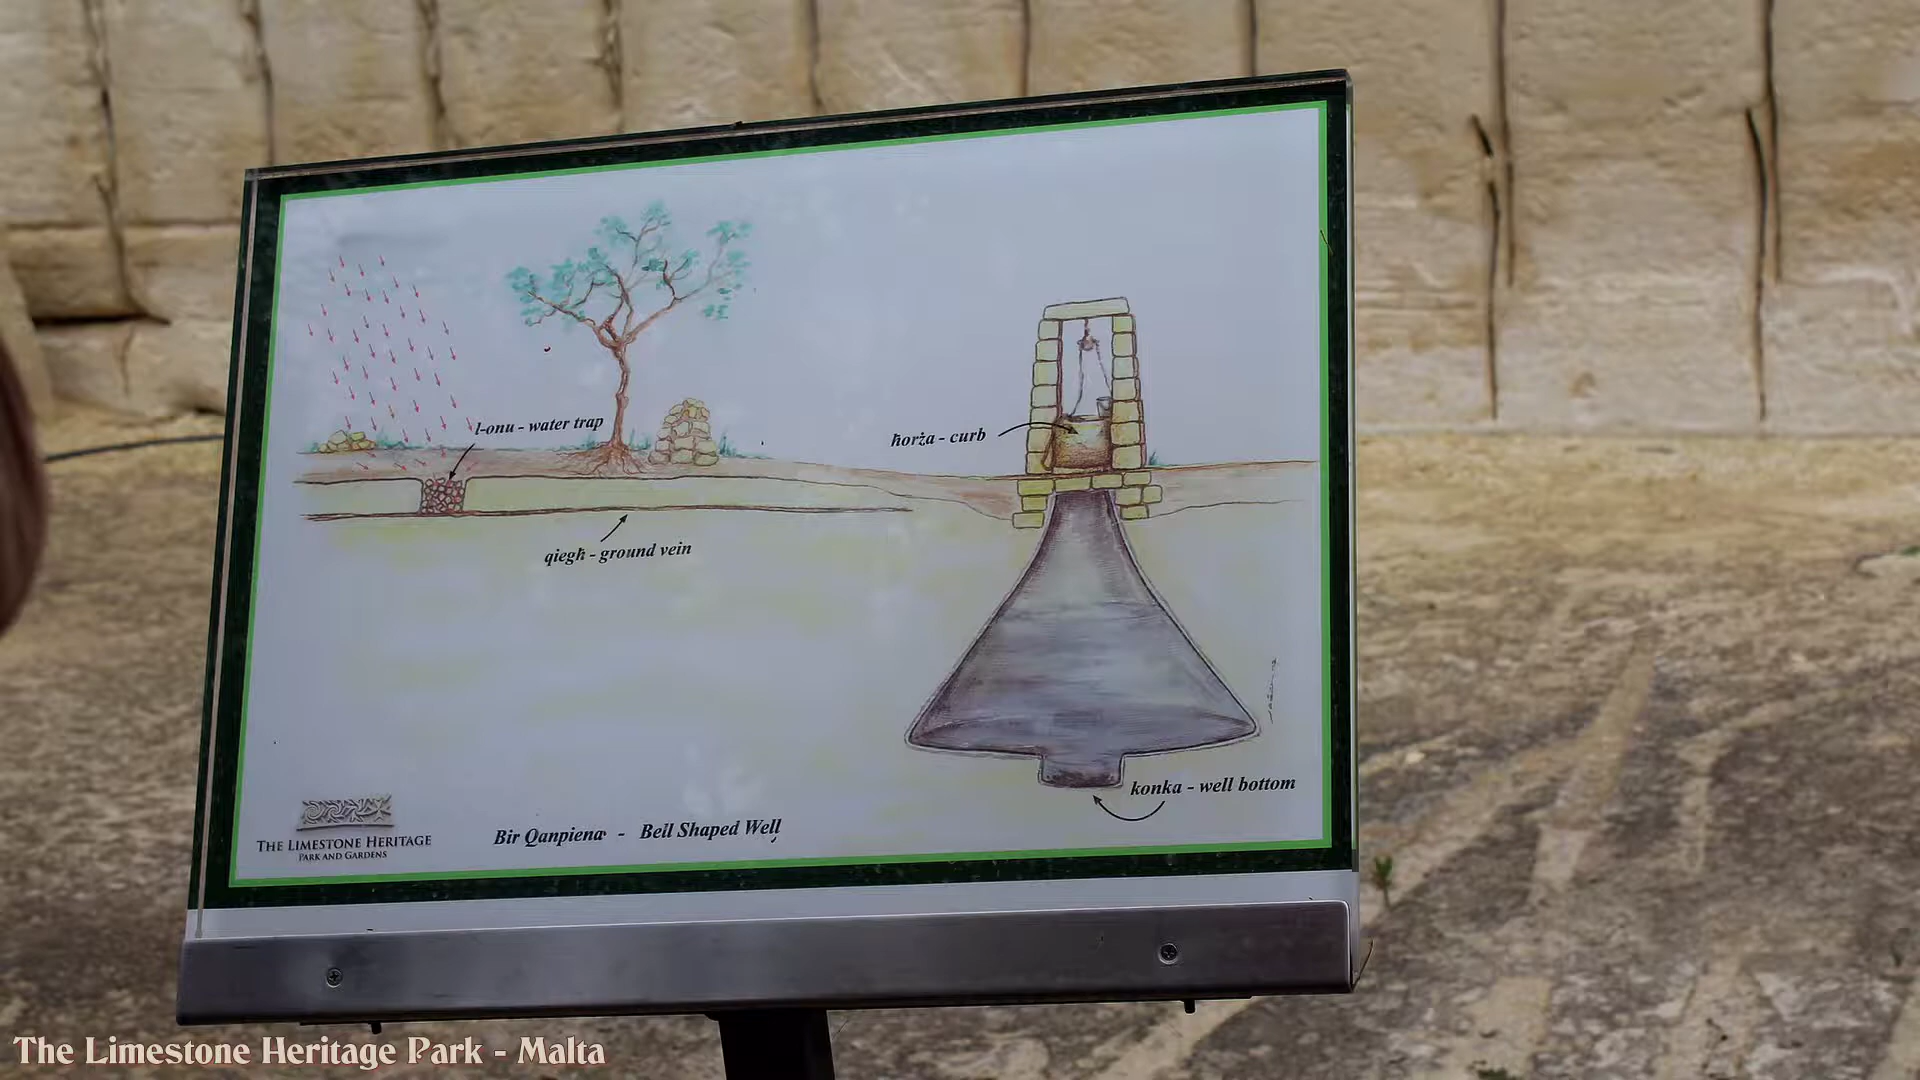 l-onu - water trap
ħorża - curb
qiegħ - ground vein
konka - well bottom
Bir Qanpiena - Bell Shaped Well
THE LIMESTONE HERITAGE
PARK AND GARDENS
The Limestone Heritage Park - Malta